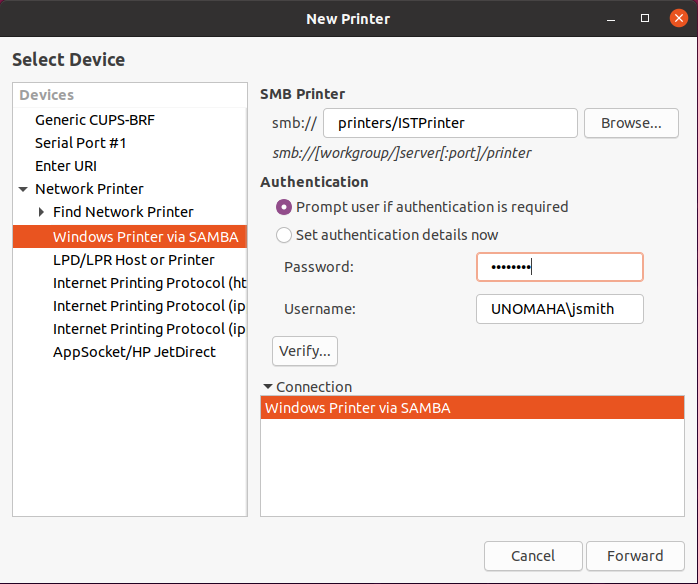 New Printer
Select Device
Devices
Generic CUPS-BRF
Serial Port #1
Enter URI
Network Printer
Find Network Printer
Windows Printer via SAMBA
LPD/LPR Host or Printer
Internet Printing Protocol (ht
Internet Printing Protocol (ip
Internet Printing Protocol (ip
AppSocket/HP JetDirect
SMB Printer
smb:// printers/ISTPrinter Browse...
smb://[workgroup/]server[:port]/printer
Authentication
Prompt user if authentication is required
Set authentication details now
Password: ••••••••
Username: UNOMAHA\jsmith
Verify...
Connection
Windows Printer via SAMBA
Cancel Forward